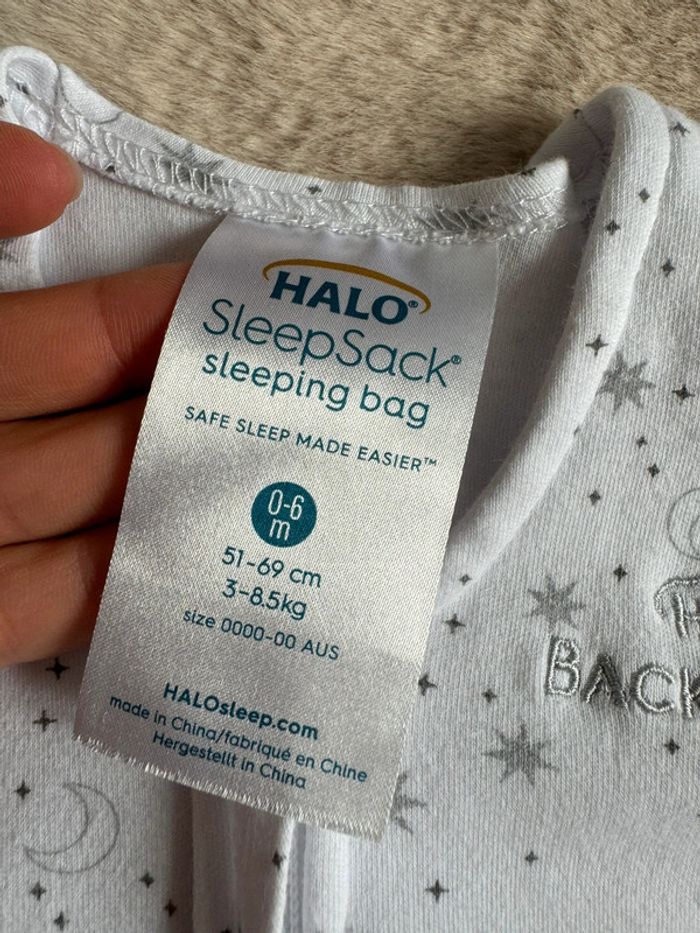 HALO®
SleepSack®
sleeping bag
SAFE SLEEP MADE EASIER™
0-6
m
51-69 cm
3-8.5kg
size 0000-00 AUS
HALOsleep.com
made in China/fabriqué en Chine
Hergestellt in China
BACK